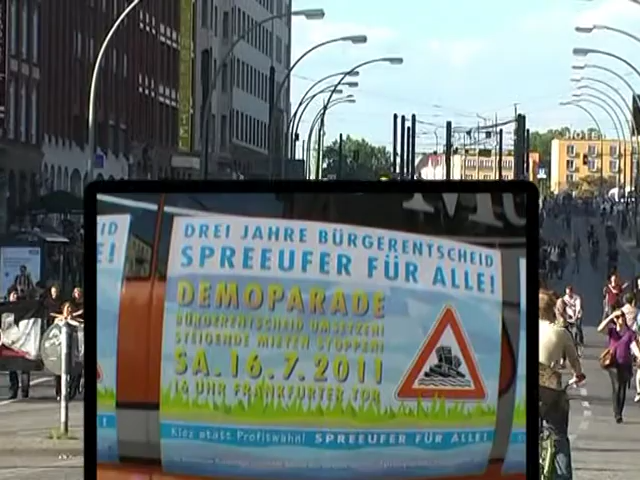 DREI JAHRE BÜRGERENTSCHEID
SPREEUFER FÜR ALLE!
DEMOPARADE
BÜRGERENTSCHEID UMSETZEN!
STEIGENDE MIETEN STOPPEN!
SA. 16.7.2011
14 UHR FRANKFURTER TOR
Kiez statt Profitwahn! SPREEUFER FÜR ALLE!